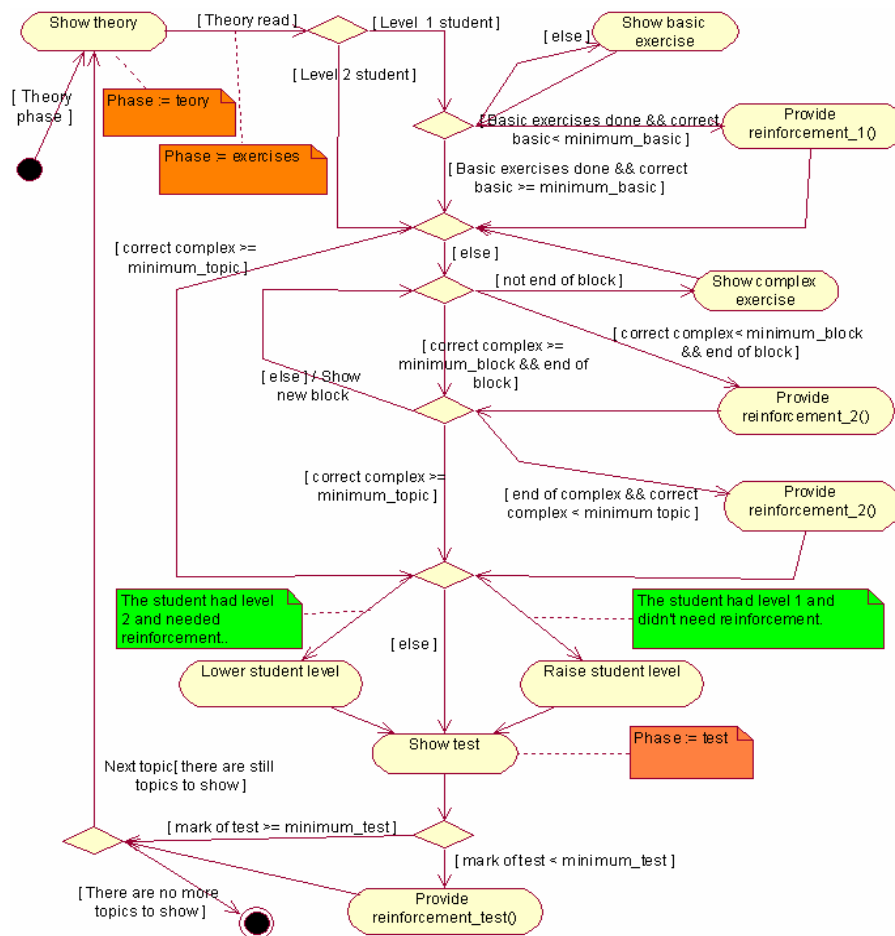 Show theory
[ Theory read ]
[ Level 1 student ]
Show basic
exercise
[ else ]
[ Level 2 student ]
[ Theory
phase ]
Phase := teory
Phase := exercises
[ Basic exercises done && correct
basic< minimum_basic ]
Provide
reinforcement_1()
[ Basic exercises done && correct
basic >= minimum_basic ]
[ correct complex >=
minimum_topic ]
[ else ]
[ not end of block ]
Show complex
exercise
[ correct complex< minimum_block
&& end of block ]
[ correct complex >=
minimum_block && end of
block ]
[ else ] / Show
new block
Provide
reinforcement_2()
[ correct complex >=
minimum_topic ]
[ end of complex && correct
complex < minimum topic ]
Provide
reinforcement_2()
The student had level
2 and needed
reinforcement..
The student had level 1 and
didn't need reinforcement.
[ else ]
Lower student level
Raise student level
Show test
Phase := test
Next topic[ there are still
topics to show ]
[ mark of test >= minimum_test ]
[ mark of test < minimum_test ]
[ There are no more
topics to show ]
Provide
reinforcement_test()